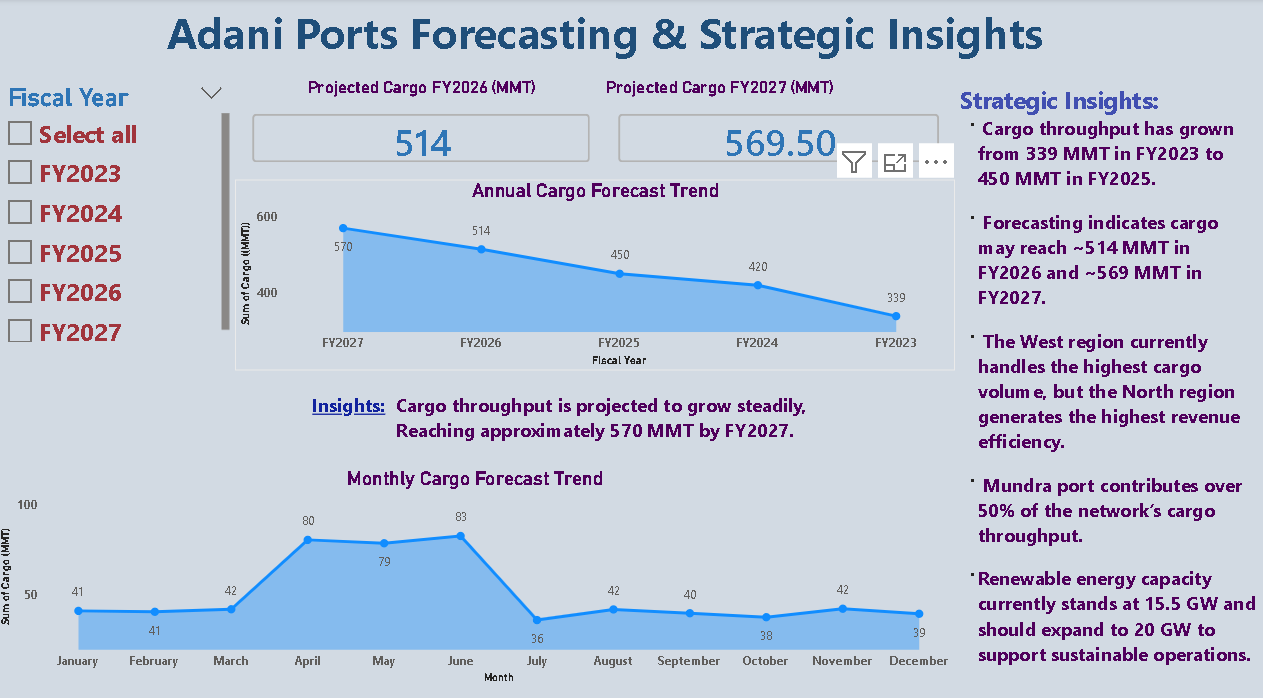 Adani Ports Forecasting & Strategic Insights
Fiscal Year
Select all
FY2023
FY2024
FY2025
FY2026
FY2027
Projected Cargo FY2026 (MMT)
514
Projected Cargo FY2027 (MMT)
569.50
Annual Cargo Forecast Trend
Sum of Cargo ((MMT))
600
400
570
514
450
420
339
FY2027
FY2026
FY2025
FY2024
FY2023
Fiscal Year
Insights: Cargo throughput is projected to grow steadily,
Reaching approximately 570 MMT by FY2027.
Monthly Cargo Forecast Trend
Sum of Cargo (MMT)
100
50
41
41
42
80
79
83
36
42
40
38
42
39
January
February
March
April
May
June
July
August
September
October
November
December
Month
Strategic Insights:
· Cargo throughput has grown
from 339 MMT in FY2023 to
450 MMT in FY2025.
· Forecasting indicates cargo
may reach ~514 MMT in
FY2026 and ~569 MMT in
FY2027.
· The West region currently
handles the highest cargo
volume, but the North region
generates the highest revenue
efficiency.
· Mundra port contributes over
50% of the network’s cargo
throughput.
·Renewable energy capacity
currently stands at 15.5 GW and
should expand to 20 GW to
support sustainable operations.